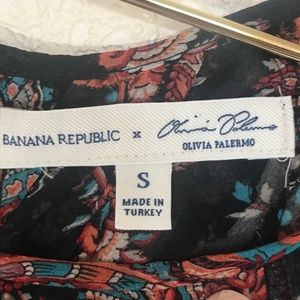 BANANA REPUBLIC x Olivia Palermo
OLIVIA PALERMO
S
MADE IN
TURKEY